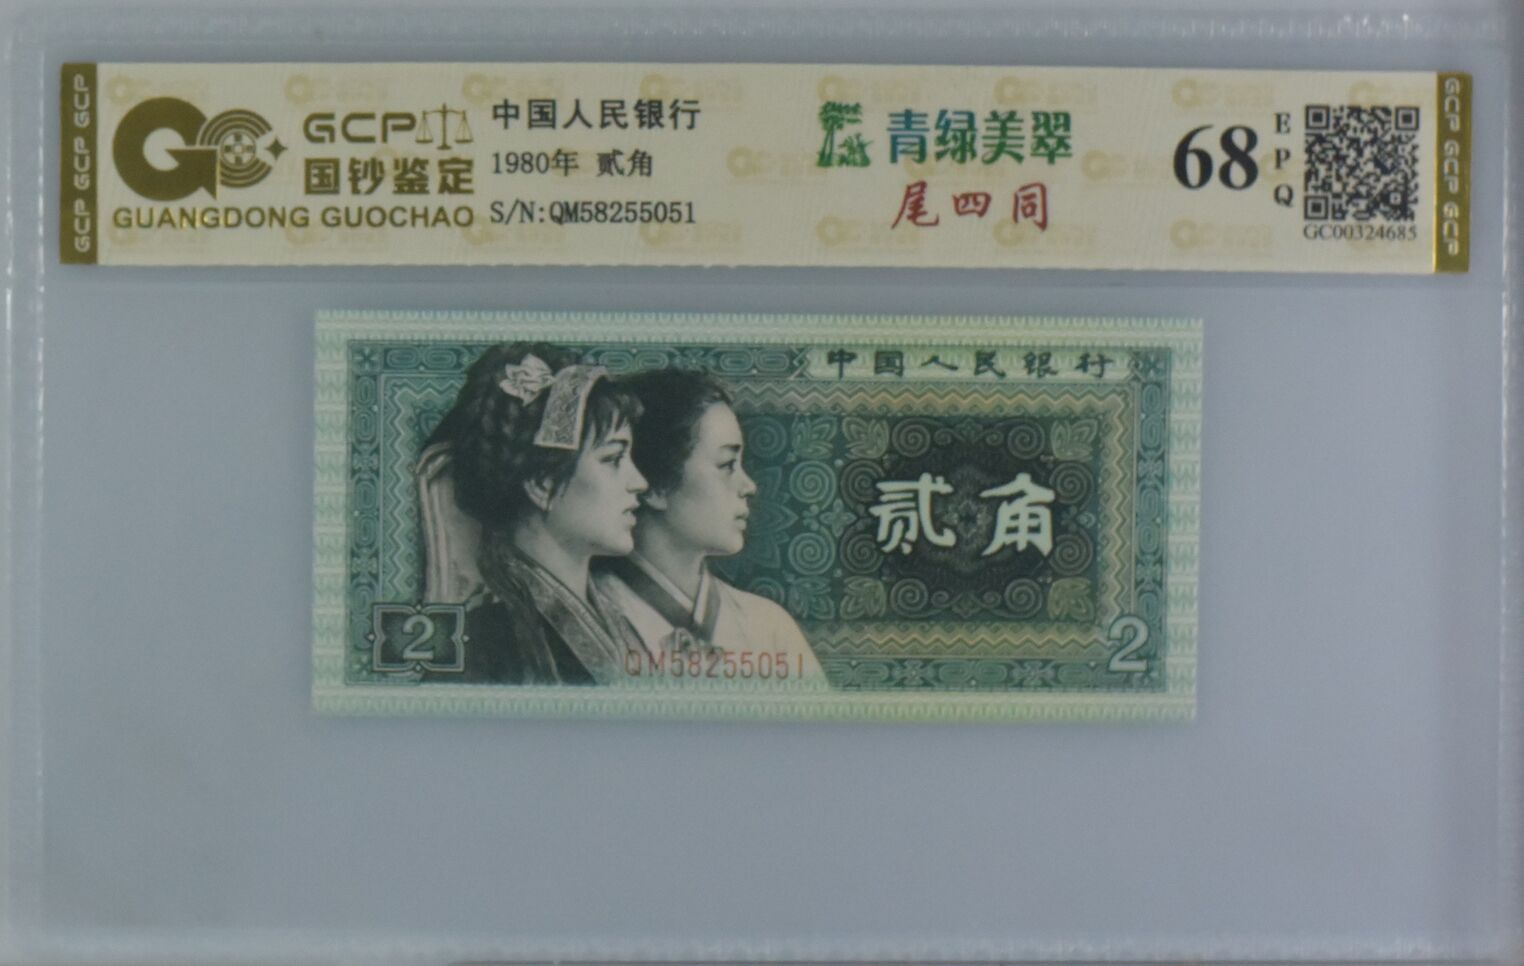 GCP GCP GCP
GCP
国钞鉴定
GUANGDONG GUOCHAO
中国人民银行
1980年 贰角
S/N:QM58255051
青绿美翠
尾四同
68
EPQ
GC00324685
GCP GCP GCP
中国人民银行
贰角
2
2
QM58255051